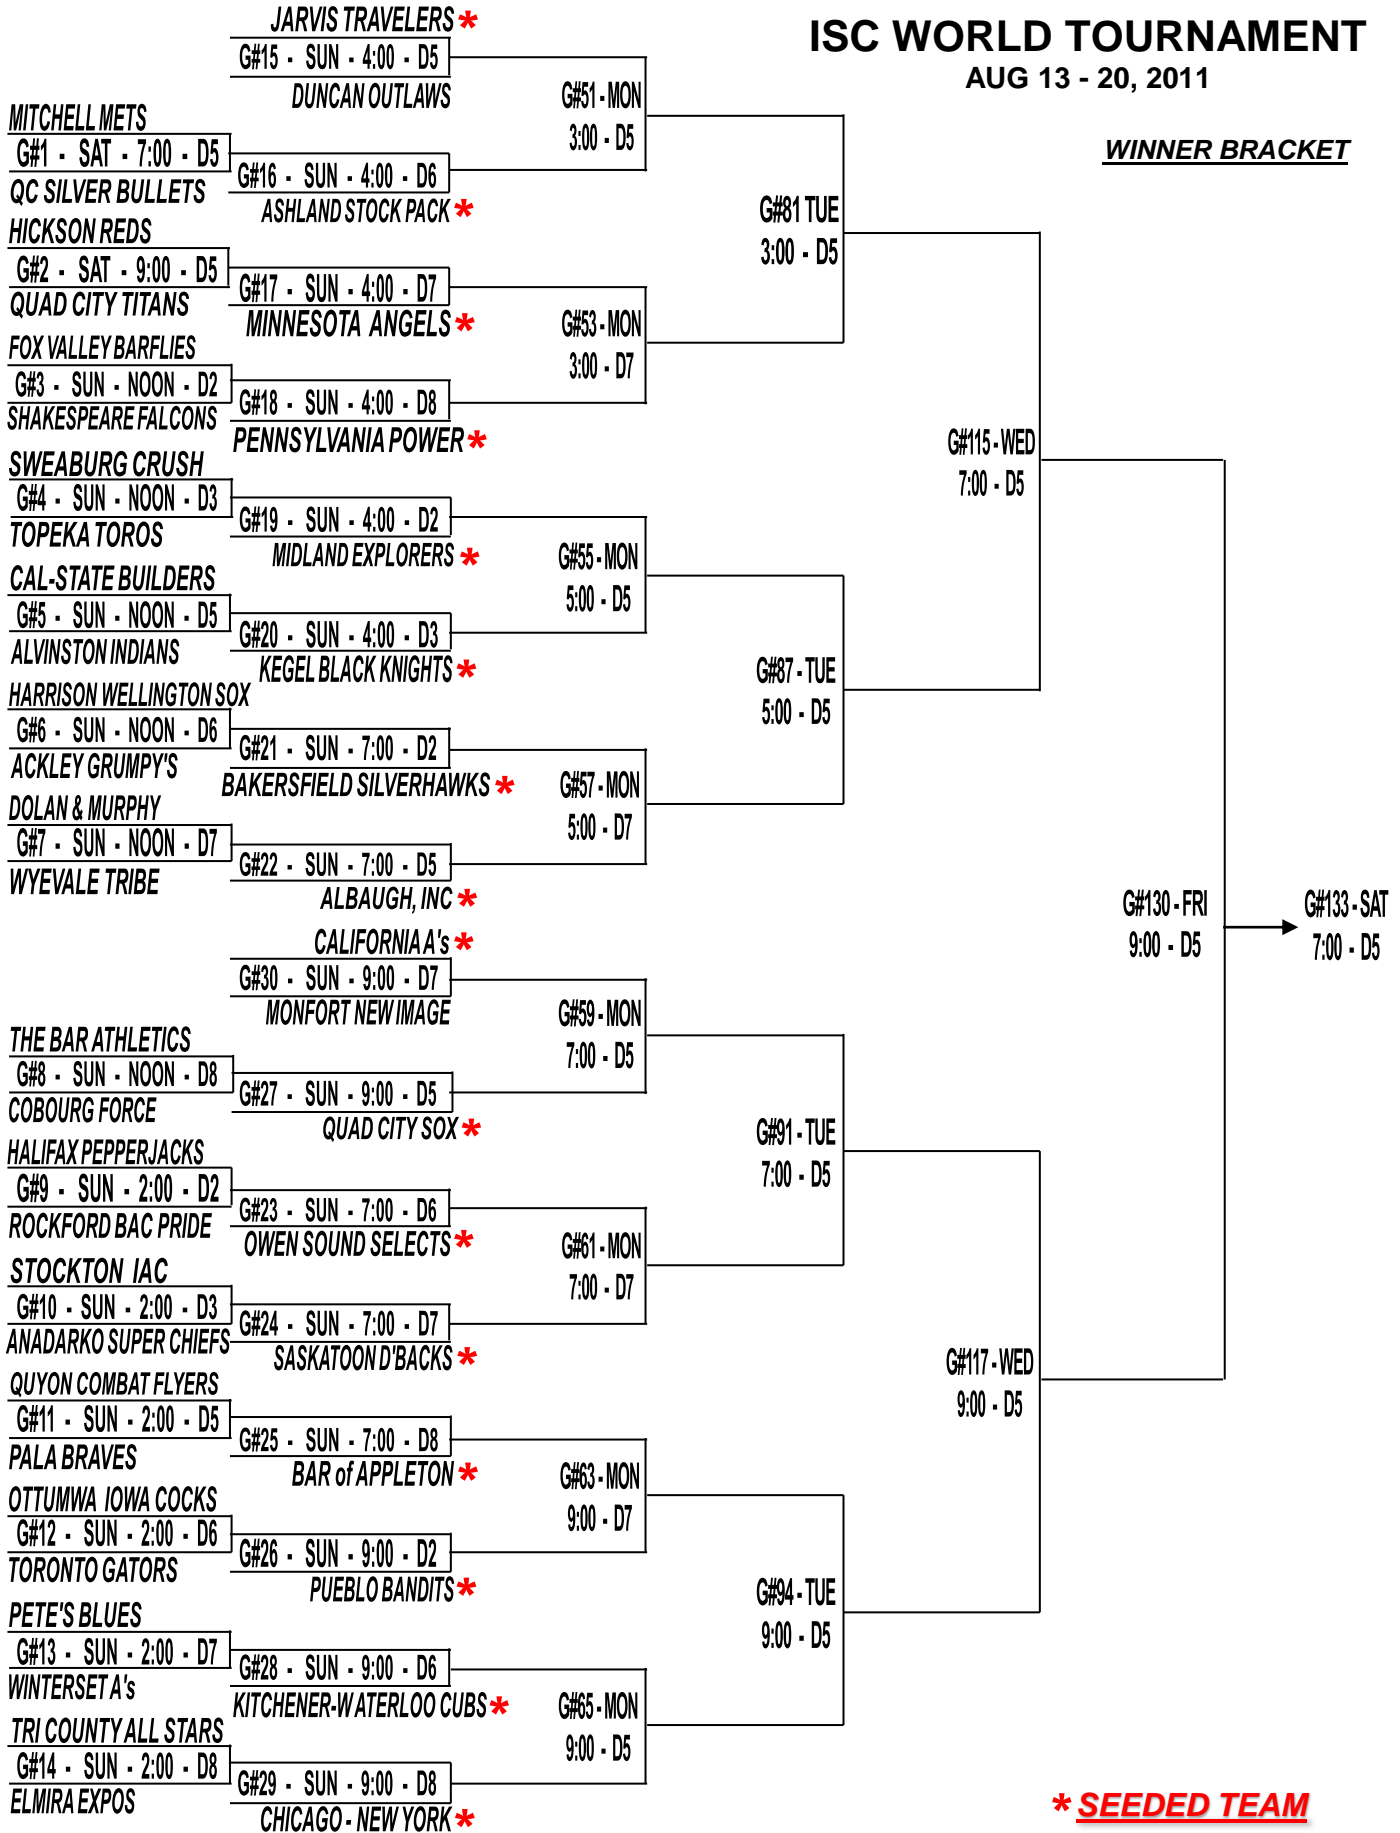 ISC WORLD TOURNAMENT
AUG 13 - 20, 2011
WINNER BRACKET
JARVIS TRAVELERS *
G#15 - SUN - 4:00 - D5
DUNCAN OUTLAWS
MITCHELL METS
G#1 - SAT - 7:00 - D5
QC SILVER BULLETS
G#16 - SUN - 4:00 - D6
ASHLAND STOCK PACK *
HICKSON REDS
G#2 - SAT - 9:00 - D5
QUAD CITY TITANS
G#17 - SUN - 4:00 - D7
MINNESOTA ANGELS *
FOX VALLEY BARFLIES
G#3 - SUN - NOON - D2
SHAKESPEARE FALCONS
G#18 - SUN - 4:00 - D8
PENNSYLVANIA POWER *
SWEABURG CRUSH
G#4 - SUN - NOON - D3
TOPEKA TOROS
G#19 - SUN - 4:00 - D2
MIDLAND EXPLORERS *
CAL-STATE BUILDERS
G#5 - SUN - NOON - D5
ALVINSTON INDIANS
G#20 - SUN - 4:00 - D3
KEGEL BLACK KNIGHTS *
HARRISON WELLINGTON SOX
G#6 - SUN - NOON - D6
ACKLEY GRUMPY'S
G#21 - SUN - 7:00 - D2
BAKERSFIELD SILVERHAWKS *
DOLAN & MURPHY
G#7 - SUN - NOON - D7
WYEVALE TRIBE
G#22 - SUN - 7:00 - D5
ALBAUGH, INC *
CALIFORNIA A's *
G#30 - SUN - 9:00 - D7
MONFORT NEW IMAGE
THE BAR ATHLETICS
G#8 - SUN - NOON - D8
COBOURG FORCE
G#27 - SUN - 9:00 - D5
QUAD CITY SOX *
HALIFAX PEPPERJACKS
G#9 - SUN - 2:00 - D2
ROCKFORD BAC PRIDE
G#23 - SUN - 7:00 - D6
OWEN SOUND SELECTS *
STOCKTON IAC
G#10 - SUN - 2:00 - D3
ANADARKO SUPER CHIEFS
G#24 - SUN - 7:00 - D7
SASKATOON D'BACKS *
QUYON COMBAT FLYERS
G#11 - SUN - 2:00 - D5
PALA BRAVES
G#25 - SUN - 7:00 - D8
BAR of APPLETON *
OTTUMWA IOWA COCKS
G#12 - SUN - 2:00 - D6
TORONTO GATORS
G#26 - SUN - 9:00 - D2
PUEBLO BANDITS *
PETE'S BLUES
G#13 - SUN - 2:00 - D7
WINTERSET A's
G#28 - SUN - 9:00 - D6
KITCHENER-WATERLOO CUBS *
TRI COUNTY ALL STARS
G#14 - SUN - 2:00 - D8
ELMIRA EXPOS
G#29 - SUN - 9:00 - D8
CHICAGO - NEW YORK *
G#51 - MON
3:00 - D5
G#53 - MON
3:00 - D7
G#55 - MON
5:00 - D5
G#57 - MON
5:00 - D7
G#59 - MON
7:00 - D5
G#61 - MON
7:00 - D7
G#63 - MON
9:00 - D7
G#65 - MON
9:00 - D5
G#81 TUE
3:00 - D5
G#87 - TUE
5:00 - D5
G#91 - TUE
7:00 - D5
G#94 - TUE
9:00 - D5
G#115 - WED
7:00 - D5
G#117 - WED
9:00 - D5
G#130 - FRI
9:00 - D5
G#133 - SAT
7:00 - D5
* SEEDED TEAM